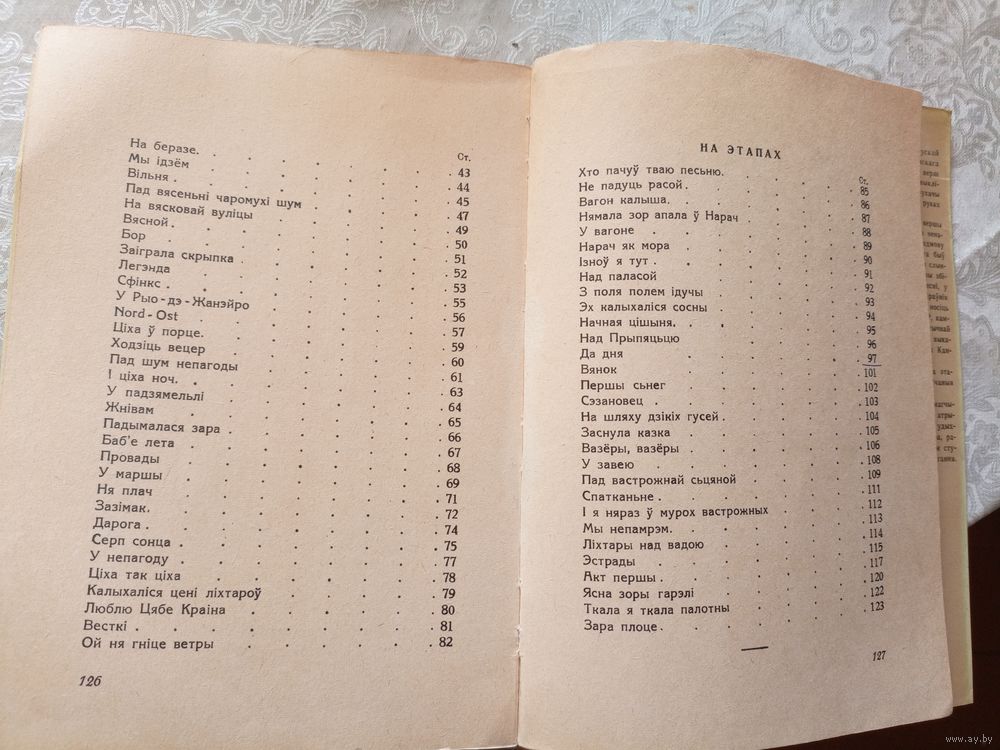 Ст.
На беразе. 43
Мы ідзём 44
Вільня 45
Пад вясеньні чаромухі шум 47
На вясковай вуліцы 49
Вясной 50
Бор 51
Заіграла скрыпка 52
Легэнда 53
Сфінкс 55
У Рыо-дэ-Жанэйро 56
Nord-Ost 57
Ціха ў порце. 59
Ходзіць вецер 60
Пад шум непагоды 61
І ціха ноч. 63
У падзямельлі 64
Жнівам 65
Падымалася зара 66
Баб'е лета 67
Провады 68
У маршы 69
Ня плач 71
Зазімак. 72
Дарога 74
Серп сонца 75
У непагоду 77
Ціха так ціха 78
Калыхаліся цені ліхтароў 79
Люблю Цябе Краіна 80
Весткі 81
Ой ня гніце ветры 82
126
НА ЭТАПАХ
Ст.
Хто пачуў тваю песьню. 85
Не падуць расой 86
Вагон калыша. 87
Нямала зор апала ў Нарач 88
У вагоне 89
Нарач як мора 90
Ізноў я тут 91
Над паласой 92
З поля полем ідучы 93
Эх калыхаліся сосны 94
Начная цішыня. 95
Над Прыпяцьцю 96
Да дня 97
Вянок 101
Першы сьнег 102
Сэзановец 103
На шляху дзікіх гусей 104
Заснула казка 105
Вазёры, вазёры 106
У завею 108
Пад вастрожнай сьцяной 109
Спатканьне 111
І я няраз ў мурох вастрожных 112
Мы непамрэм. 113
Ліхтары над вадою 114
Эстрады 115
Акт першы 117
Ясна зоры гарэлі 120
Ткала я ткала палотны 122
Зара плоце 123
127
www.ay.by